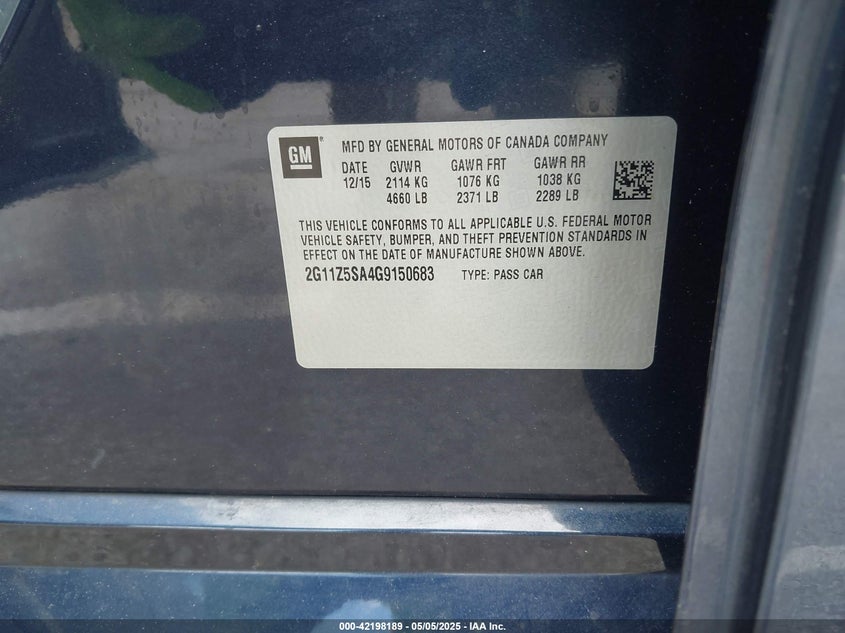 GM
MFD BY GENERAL MOTORS OF CANADA COMPANY
DATE GVWR GAWR FRT GAWR RR
12/15 2114 KG 1076 KG 1038 KG
4660 LB 2371 LB 2289 LB
THIS VEHICLE CONFORMS TO ALL APPLICABLE U.S. FEDERAL MOTOR
VEHICLE SAFETY, BUMPER, AND THEFT PREVENTION STANDARDS IN
EFFECT ON THE DATE OF MANUFACTURE SHOWN ABOVE.
2G11Z5SA4G9150683 TYPE: PASS CAR
000-42198189 - 05/05/2025 - IAA Inc.